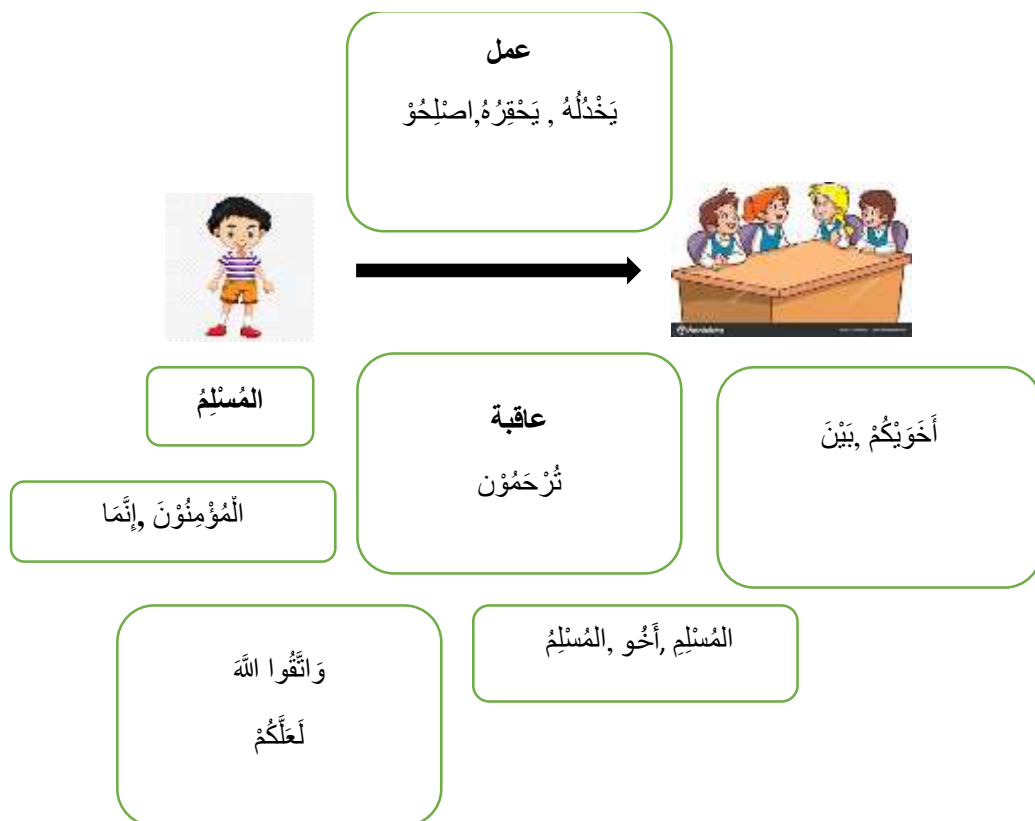 عمل
يَخْذُلُهُ , يَحْقِرُهُ,اصْلِحُوْ
المُسْلِمُ
عاقبة
تُرْحَمُوْن
أَخَوَيْكُمْ ,بَيْنَ
الْمُؤْمِنُوْنَ ,إِنَّمَا
المُسْلِمِ ,أَخُو ,المُسْلِمُ
وَاتَّقُوا اللَّهَ
لَعَلَّكُمْ